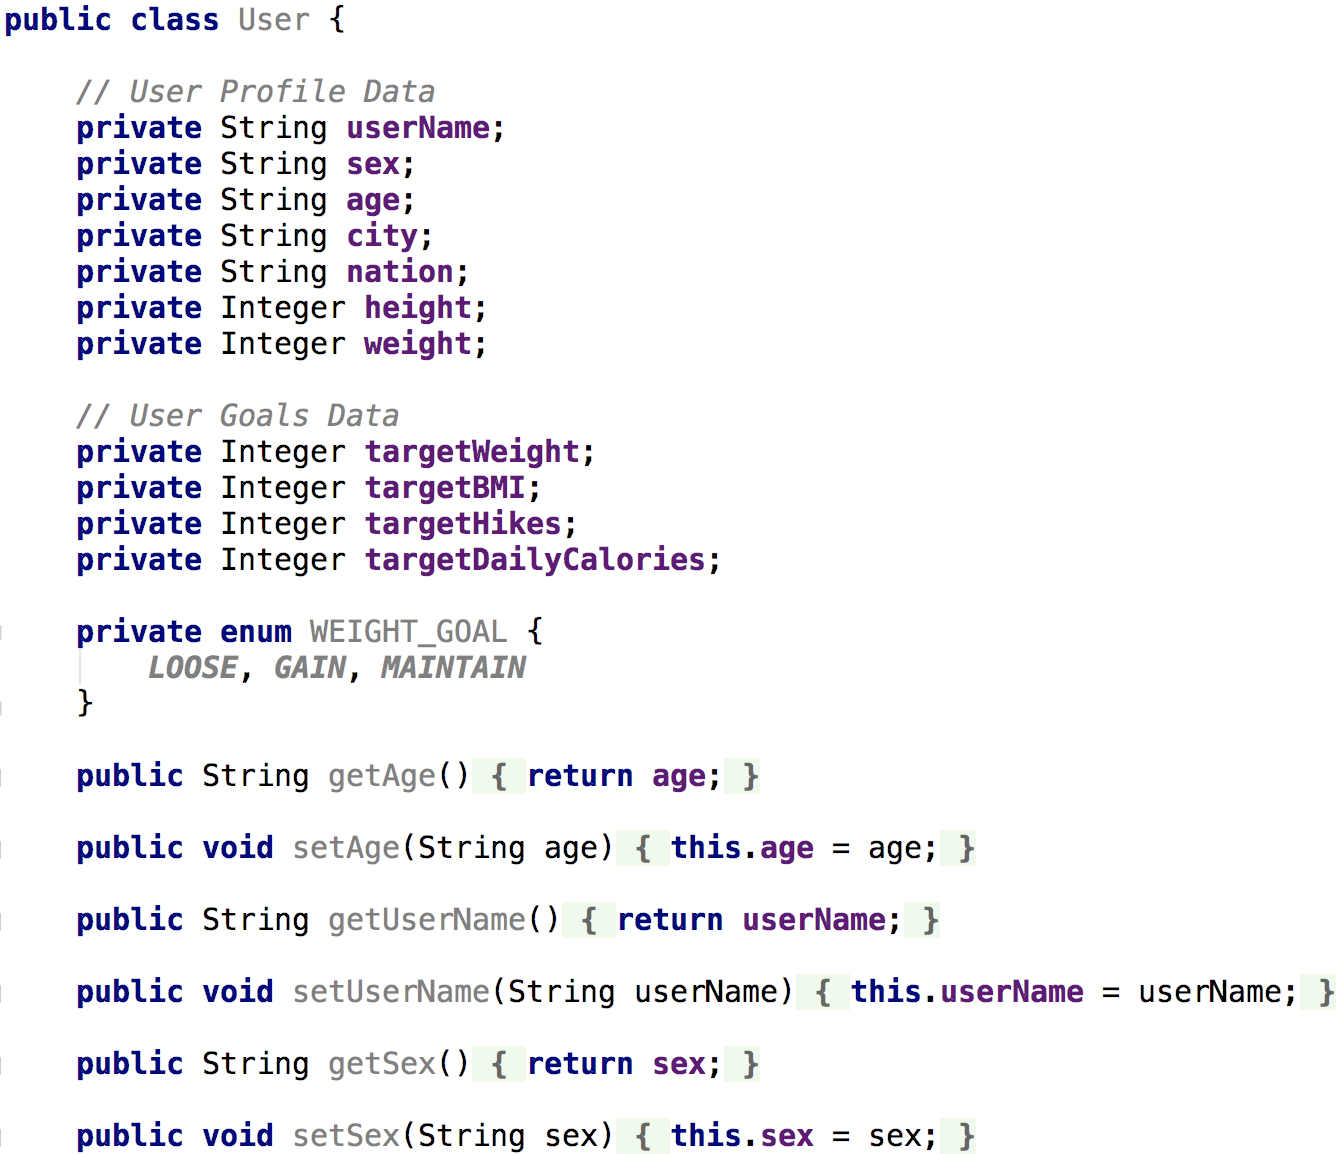 public class User {
// User Profile Data
private String userName;
private String sex;
private String age;
private String city;
private String nation;
private Integer height;
private Integer weight;
// User Goals Data
private Integer targetWeight;
private Integer targetBMI;
private Integer targetHikes;
private Integer targetDailyCalories;
private enum WEIGHT_GOAL {
LOOSE, GAIN, MAINTAIN
}
public String getAge() { return age; }
public void setAge(String age) { this.age = age; }
public String getUserName() { return userName; }
public void setUserName(String userName) { this.userName = userName; }
public String getSex() { return sex; }
public void setSex(String sex) { this.sex = sex; }